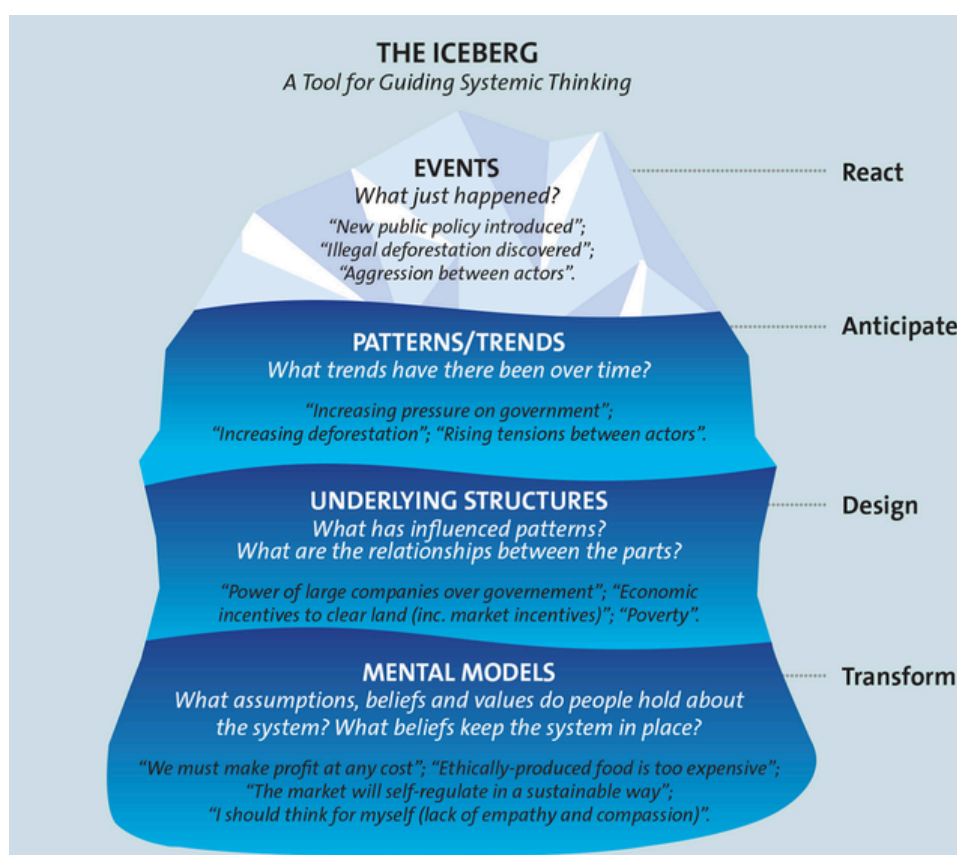 THE ICEBERG
A Tool for Guiding Systemic Thinking
EVENTS
What just happened?
“New public policy introduced”;
“Illegal deforestation discovered”;
“Aggression between actors”.
React
Anticipate
PATTERNS/TRENDS
What trends have there been over time?
“Increasing pressure on government”;
“Increasing deforestation”; “Rising tensions between actors”.
UNDERLYING STRUCTURES
What has influenced patterns?
What are the relationships between the parts?
“Power of large companies over governement”; “Economic
incentives to clear land (inc. market incentives)”; “Poverty”.
Design
MENTAL MODELS
What assumptions, beliefs and values do people hold about
the system? What beliefs keep the system in place?
“We must make profit at any cost”; “Ethically-produced food is too expensive”;
“The market will self-regulate in a sustainable way”;
“I should think for myself (lack of empathy and compassion)”.
Transform